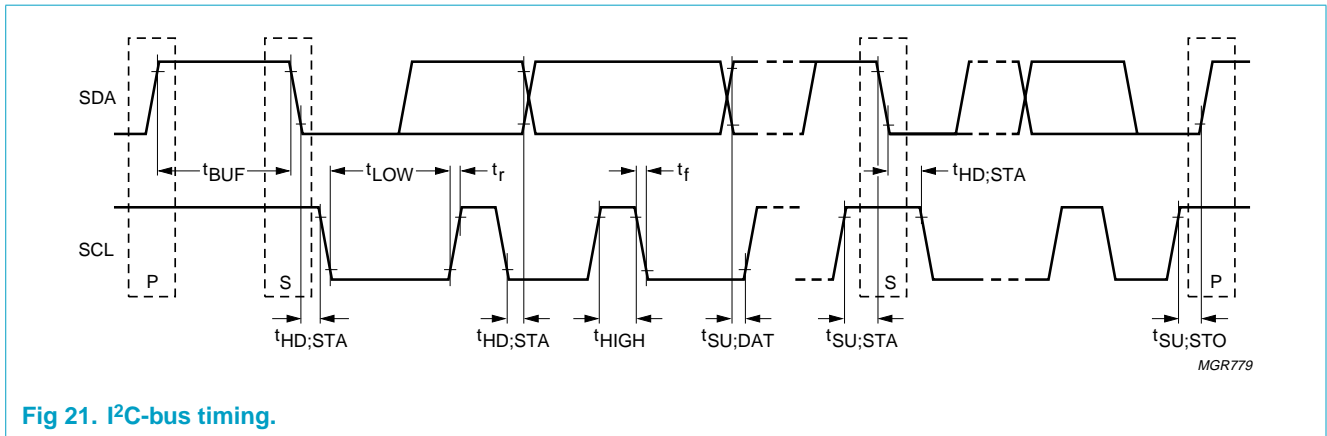 SDA
tBUF
tLOW
tr
tf
tHD;STA
SCL
P
S
S
P
tHD;STA
tHD;STA
tHIGH
tSU;DAT
tSU;STA
tSU;STO
MGR779
Fig 21. I²C-bus timing.